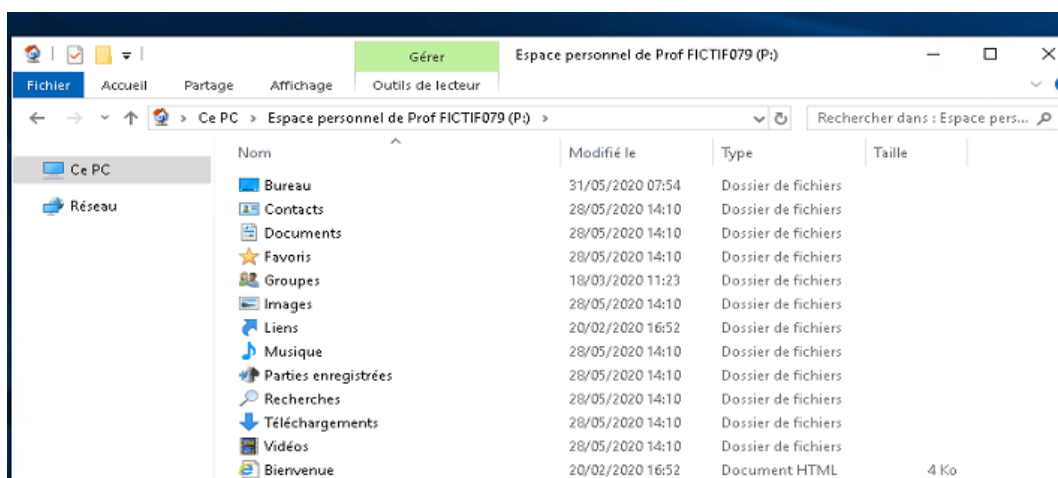 Gérer Espace personnel de Prof FICTIF079 (P:)
Fichier Accueil Partage Affichage Outils de lecteur
Ce PC > Espace personnel de Prof FICTIF079 (P:) > Rechercher dans : Espace pers...
Nom Modifié le Type Taille
Ce PC
Réseau
Bureau 31/05/2020 07:54 Dossier de fichiers
Contacts 28/05/2020 14:10 Dossier de fichiers
Documents 28/05/2020 14:10 Dossier de fichiers
Favoris 28/05/2020 14:10 Dossier de fichiers
Groupes 18/03/2020 11:23 Dossier de fichiers
Images 28/05/2020 14:10 Dossier de fichiers
Liens 20/02/2020 16:52 Dossier de fichiers
Musique 28/05/2020 14:10 Dossier de fichiers
Parties enregistrées 28/05/2020 14:10 Dossier de fichiers
Recherches 28/05/2020 14:10 Dossier de fichiers
Téléchargements 28/05/2020 14:10 Dossier de fichiers
Vidéos 28/05/2020 14:10 Dossier de fichiers
Bienvenue 20/02/2020 16:52 Document HTML 4 Ko